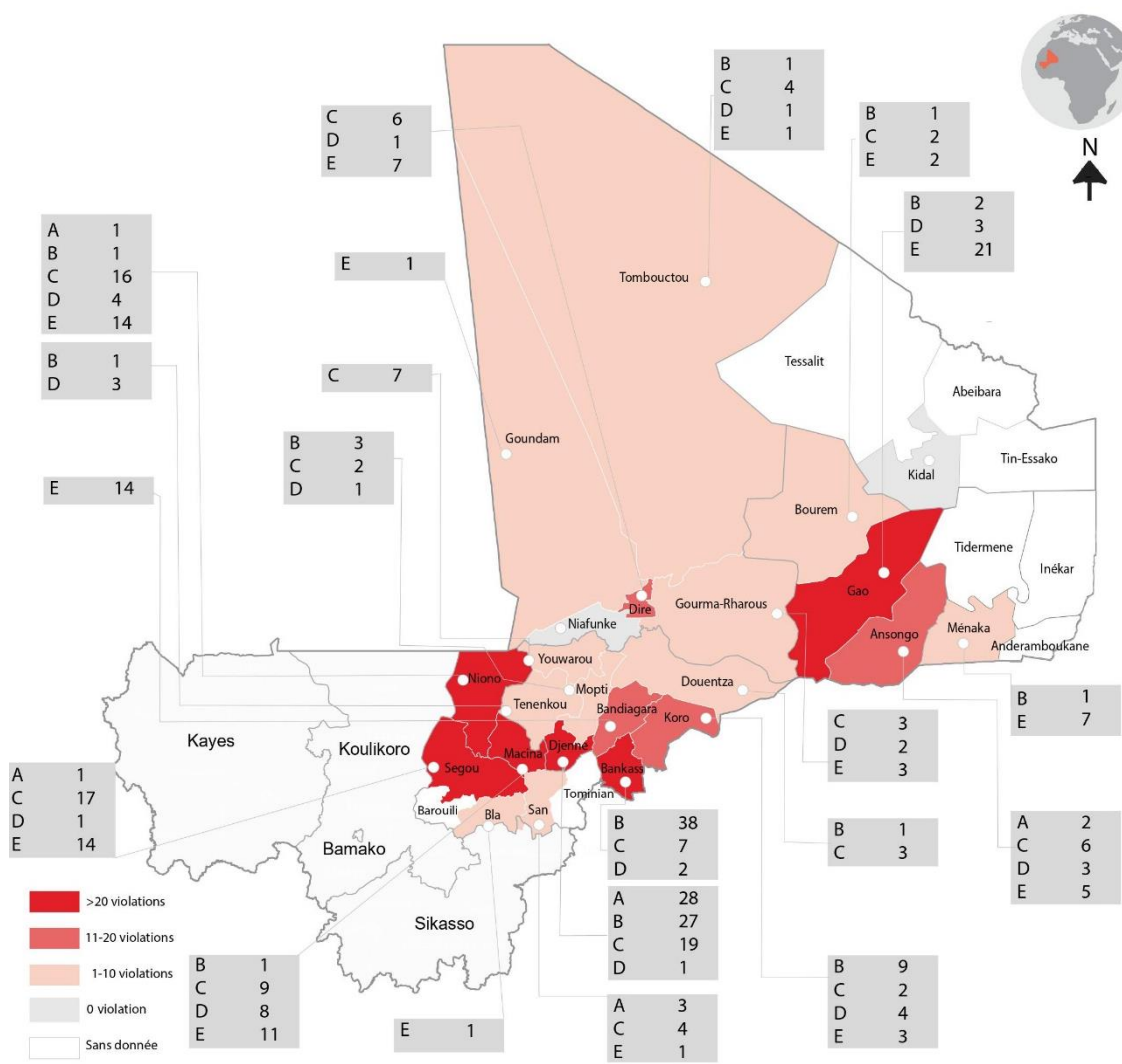 B 1
C 4
D 1
E 1
C 6
D 1
E 7
B 1
C 2
E 2
N
B 2
D 3
E 21
A 1
B 1
C 16
D 4
E 14
E 1
Tombouctou
Tessalit
Abeibara
B 1
D 3
C 7
Goundam
Kidal
Tin-Essako
B 3
C 2
D 1
E 14
Bourem
Tidermene
Inékar
Gao
Dire
Gourma-Rharous
Niafunke
Ansongo
Ménaka
Anderamboukane
Youwarou
Niono
Mopti
Douentza
Tenenkou
Bandiagara
Koro
B 1
E 7
Kayes
Koulikoro
C 3
D 2
E 3
Segou
Macina
Djenné
Bankass
Tominian
A 1
C 17
D 1
E 14
Barouili
Bla
San
Bamako
B 38
C 7
D 2
B 1
C 3
A 2
C 6
D 3
E 5
>20 violations
11-20 violations
1-10 violations
0 violation
Sans donnée
Sikasso
A 28
B 27
C 19
D 1
B 1
C 9
D 8
E 11
E 1
A 3
C 4
E 1
B 9
C 2
D 4
E 3